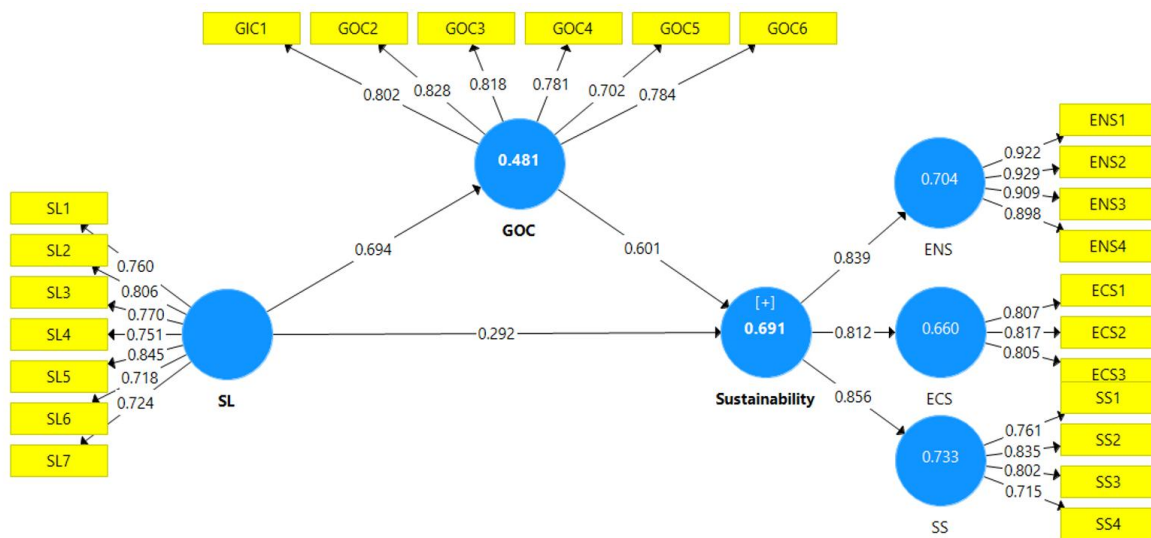 GIC1 GOC2 GOC3 GOC4 GOC5 GOC6
0.802 0.828 0.818 0.781 0.702 0.784
0.481
GOC
SL1
SL2
SL3
SL4
SL5
SL6
SL7
0.760
0.806
0.770
0.751
0.845
0.718
0.724
SL
0.694
0.601
0.292
[+]
0.691
Sustainability
0.839
0.812
0.856
0.704
ENS
0.922
0.929
0.909
0.898
ENS1
ENS2
ENS3
ENS4
0.660
ECS
0.807
0.817
0.805
ECS1
ECS2
ECS3
0.733
SS
0.761
0.835
0.802
0.715
SS1
SS2
SS3
SS4